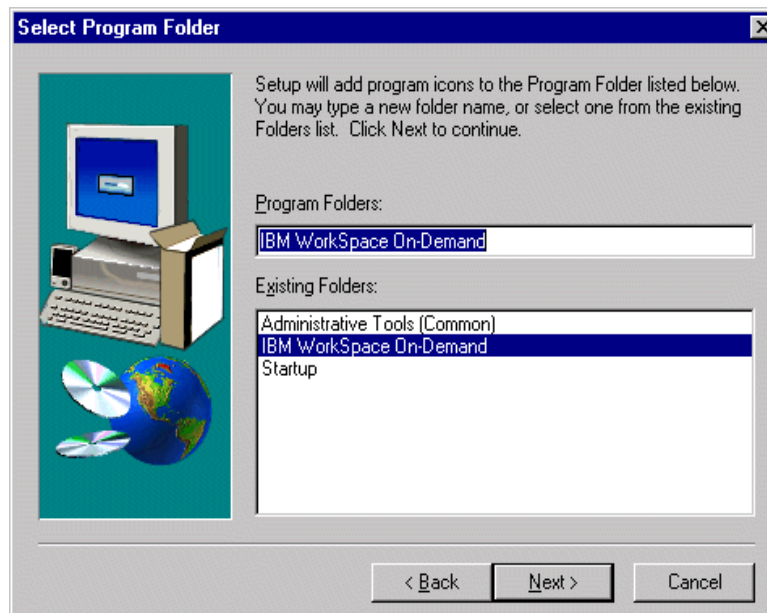 Select Program Folder
Setup will add program icons to the Program Folder listed below.
You may type a new folder name, or select one from the existing
Folders list.  Click Next to continue.
Program Folders:
IBM WorkSpace On-Demand
Existing Folders:
Administrative Tools (Common)
IBM WorkSpace On-Demand
Startup
< Back
Next >
Cancel